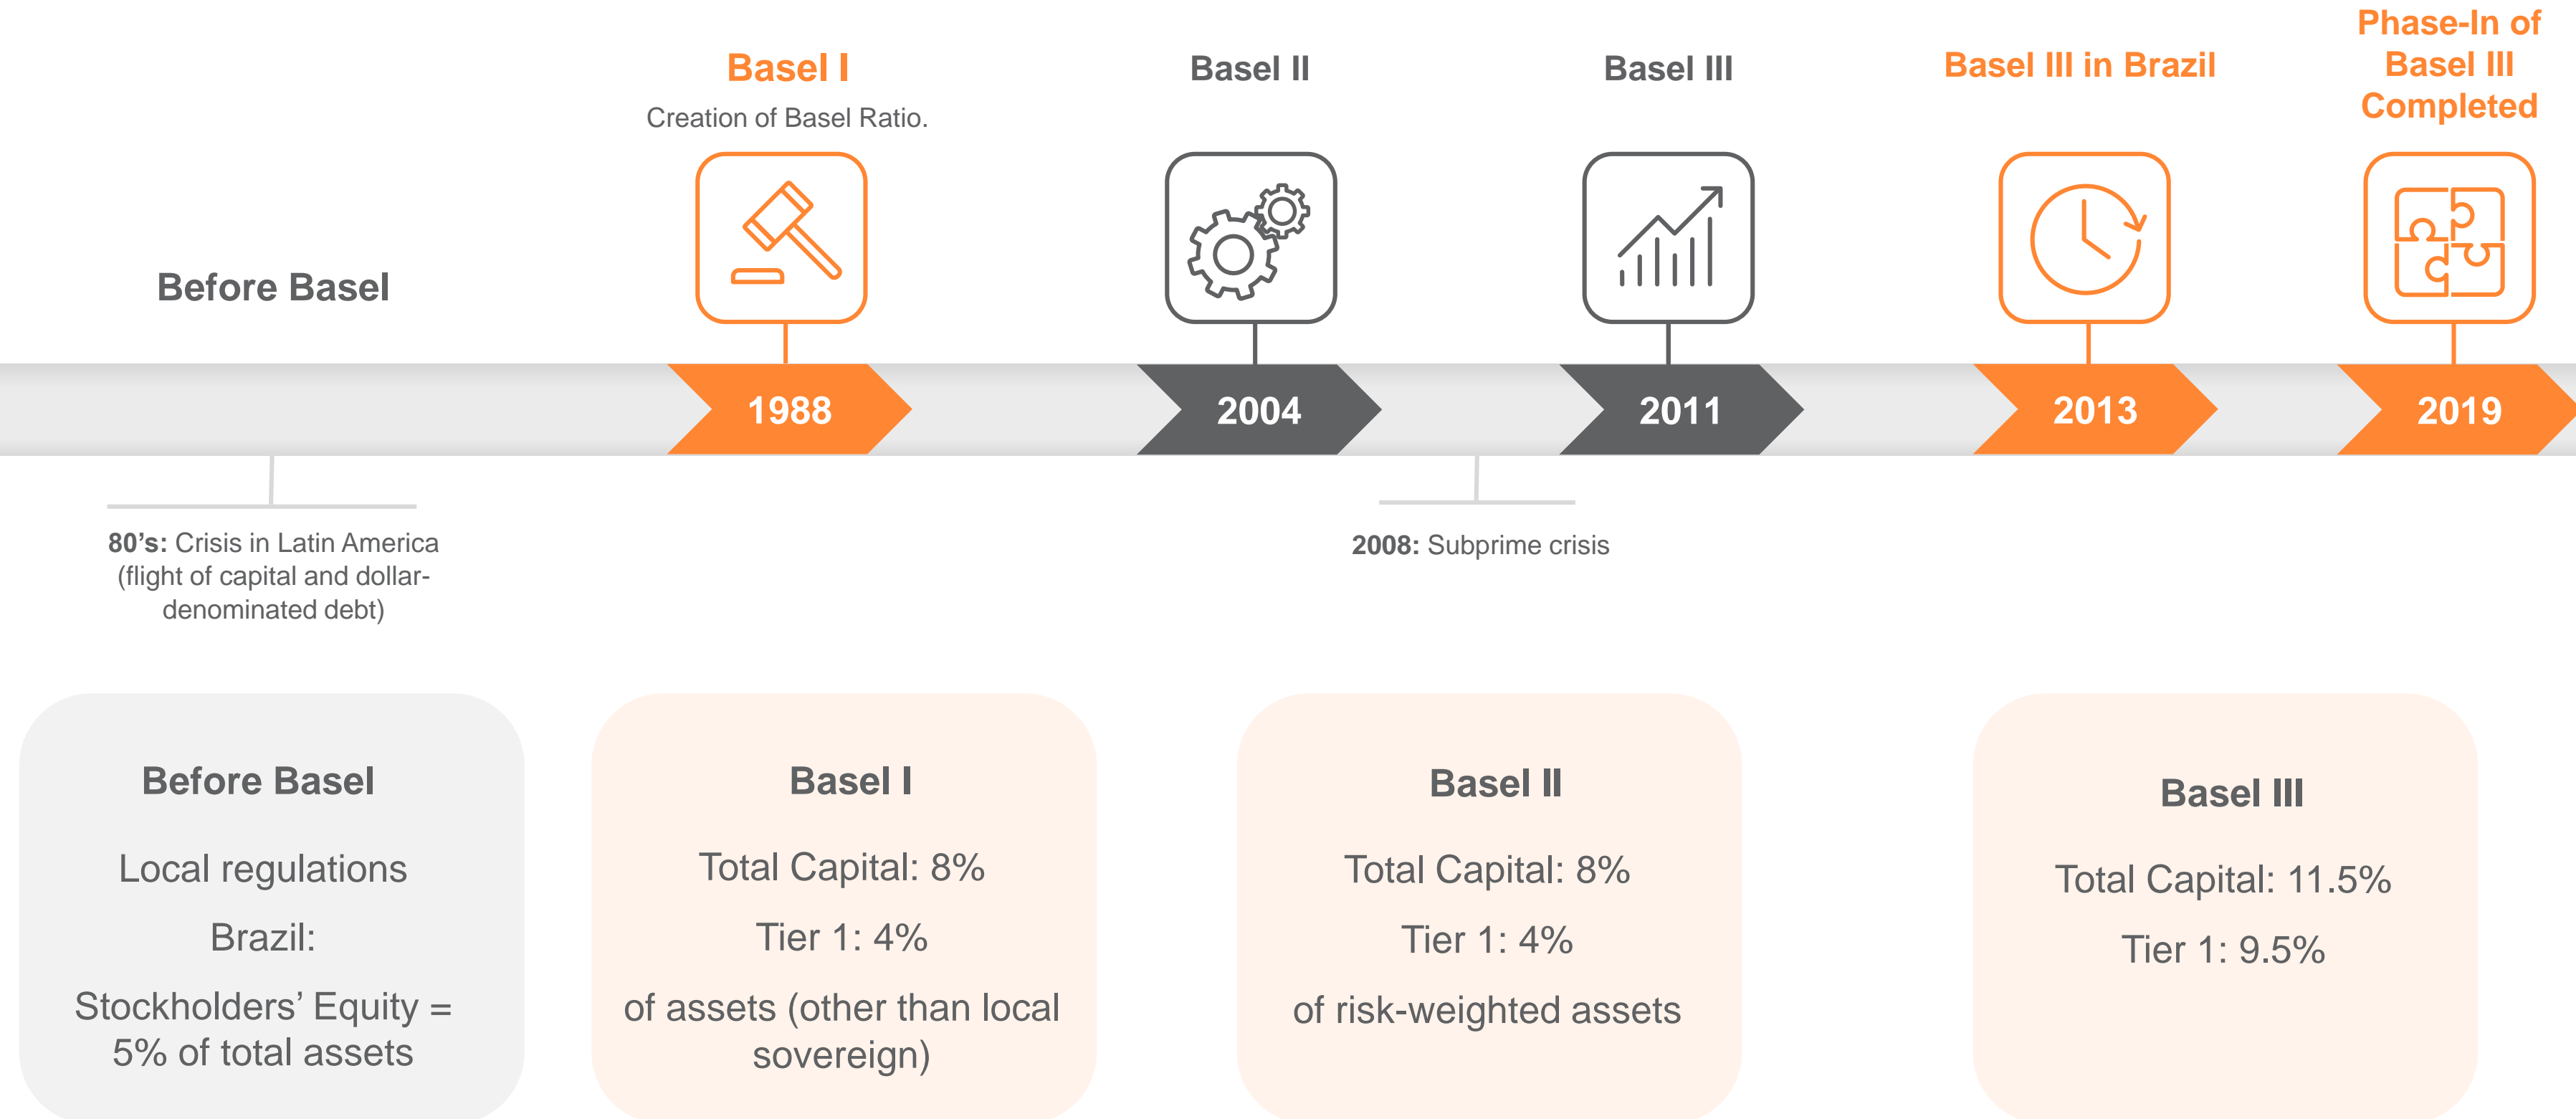 Basel I
Creation of Basel Ratio.
Basel II
Basel III
Basel III in Brazil
Phase-In of
Basel III
Completed
Before Basel
1988
2004
2011
2013
2019
80’s: Crisis in Latin America
(flight of capital and dollar-
denominated debt)
2008: Subprime crisis
Before Basel
Local regulations
Brazil:
Stockholders’ Equity =
5% of total assets
Basel I
Total Capital: 8%
Tier 1: 4%
of assets (other than local
sovereign)
Basel II
Total Capital: 8%
Tier 1: 4%
of risk-weighted assets
Basel III
Total Capital: 11.5%
Tier 1: 9.5%